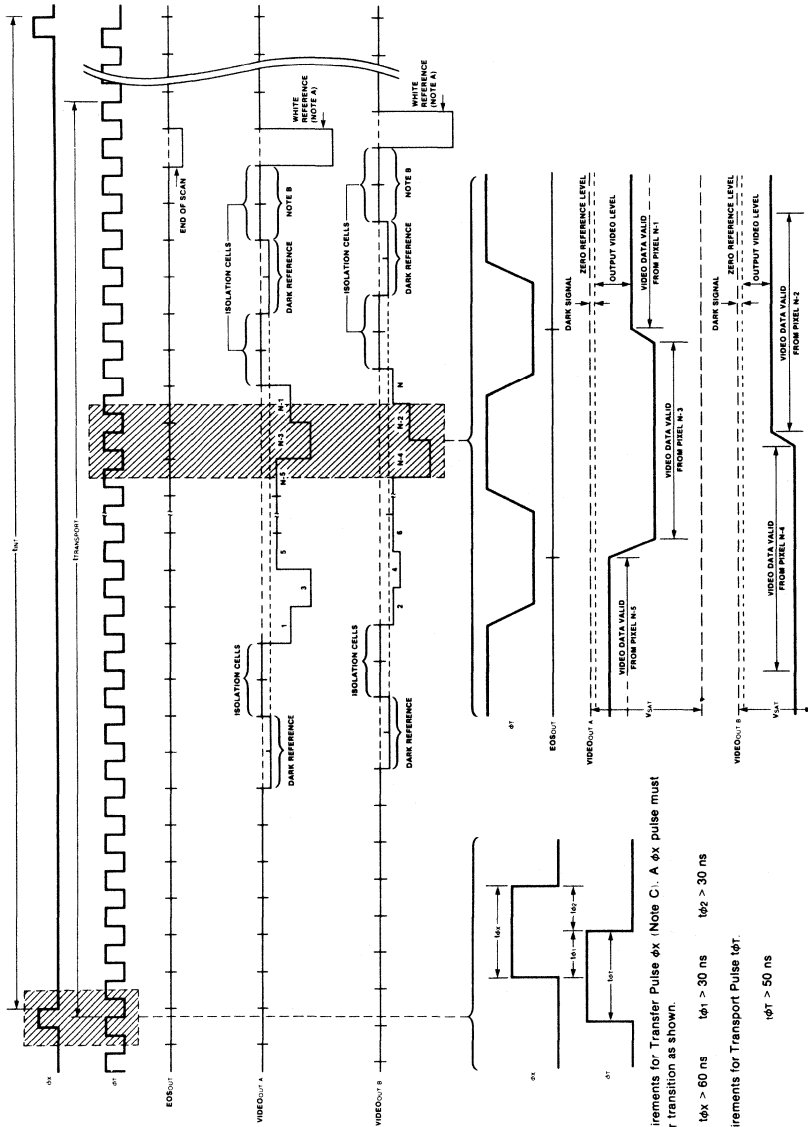 tINT
tTRANSPORT
φX
φT
EOSOUT
END OF SCAN
VIDEOOUT A
DARK REFERENCE
ISOLATION CELLS
1
3
5
N-5
N-3
N-1
ISOLATION CELLS
DARK REFERENCE
NOTE B
WHITE
REFERENCE
(NOTE A)
VIDEOOUT B
DARK REFERENCE
ISOLATION CELLS
2
4
6
N-4
N-2
N
ISOLATION CELLS
DARK REFERENCE
NOTE B
WHITE
REFERENCE
(NOTE A)
φX
tφX
tφ1
tφ2
φT
tφT
irements for Transfer Pulse φX (Note C). A φX pulse must
r transition as shown.
tφX > 60 ns tφ1 > 30 ns tφ2 > 30 ns
irements for Transport Pulse tφT.
tφT > 50 ns
φT
EOSOUT
VIDEOOUT A
DARK SIGNAL
ZERO REFERENCE LEVEL
OUTPUT VIDEO LEVEL
VIDEO DATA VALID
FROM PIXEL N-5
VIDEO DATA VALID
FROM PIXEL N-3
VIDEO DATA VALID
FROM PIXEL N-1
VSAT
VIDEOOUT B
DARK SIGNAL
ZERO REFERENCE LEVEL
OUTPUT VIDEO LEVEL
VIDEO DATA VALID
FROM PIXEL N-4
VIDEO DATA VALID
FROM PIXEL N-2
VSAT